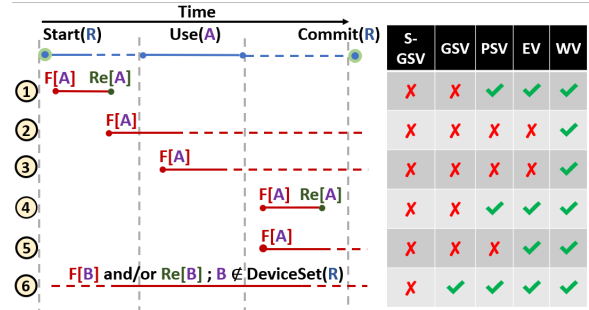 Time
Start(R) Use(A) Commit(R)
S-GSV GSV PSV EV WV
1 F[A] Re[A] ✗ ✗ ✓ ✓ ✓
2 F[A] ✗ ✗ ✗ ✗ ✓
3 F[A] ✗ ✗ ✗ ✗ ✓
4 F[A] Re[A] ✗ ✗ ✓ ✓ ✓
5 F[A] ✗ ✗ ✗ ✓ ✓
6 F[B] and/or Re[B] ; B ∉ DeviceSet(R) ✗ ✓ ✓ ✓ ✓